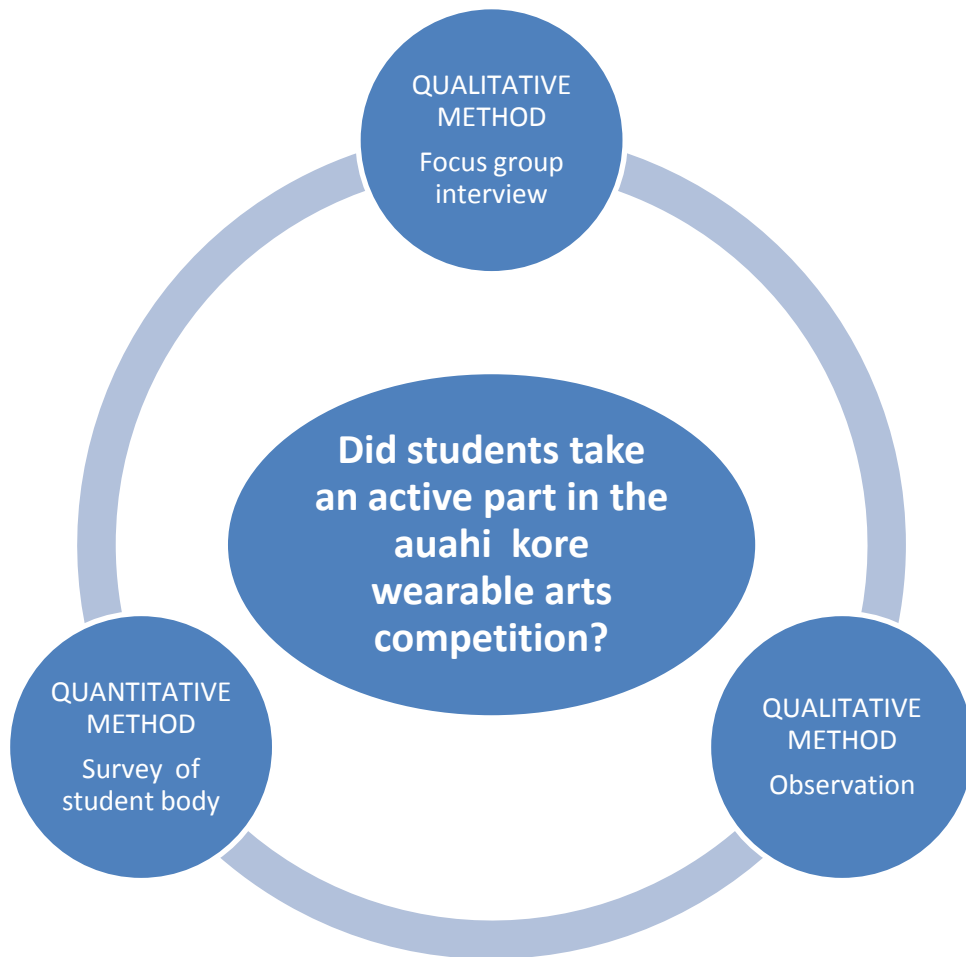 QUALITATIVE
METHOD
Focus group
interview
Did students take
an active part in the
auahi kore
wearable arts
competition?
QUANTITATIVE
METHOD
Survey of
student body
QUALITATIVE
METHOD
Observation